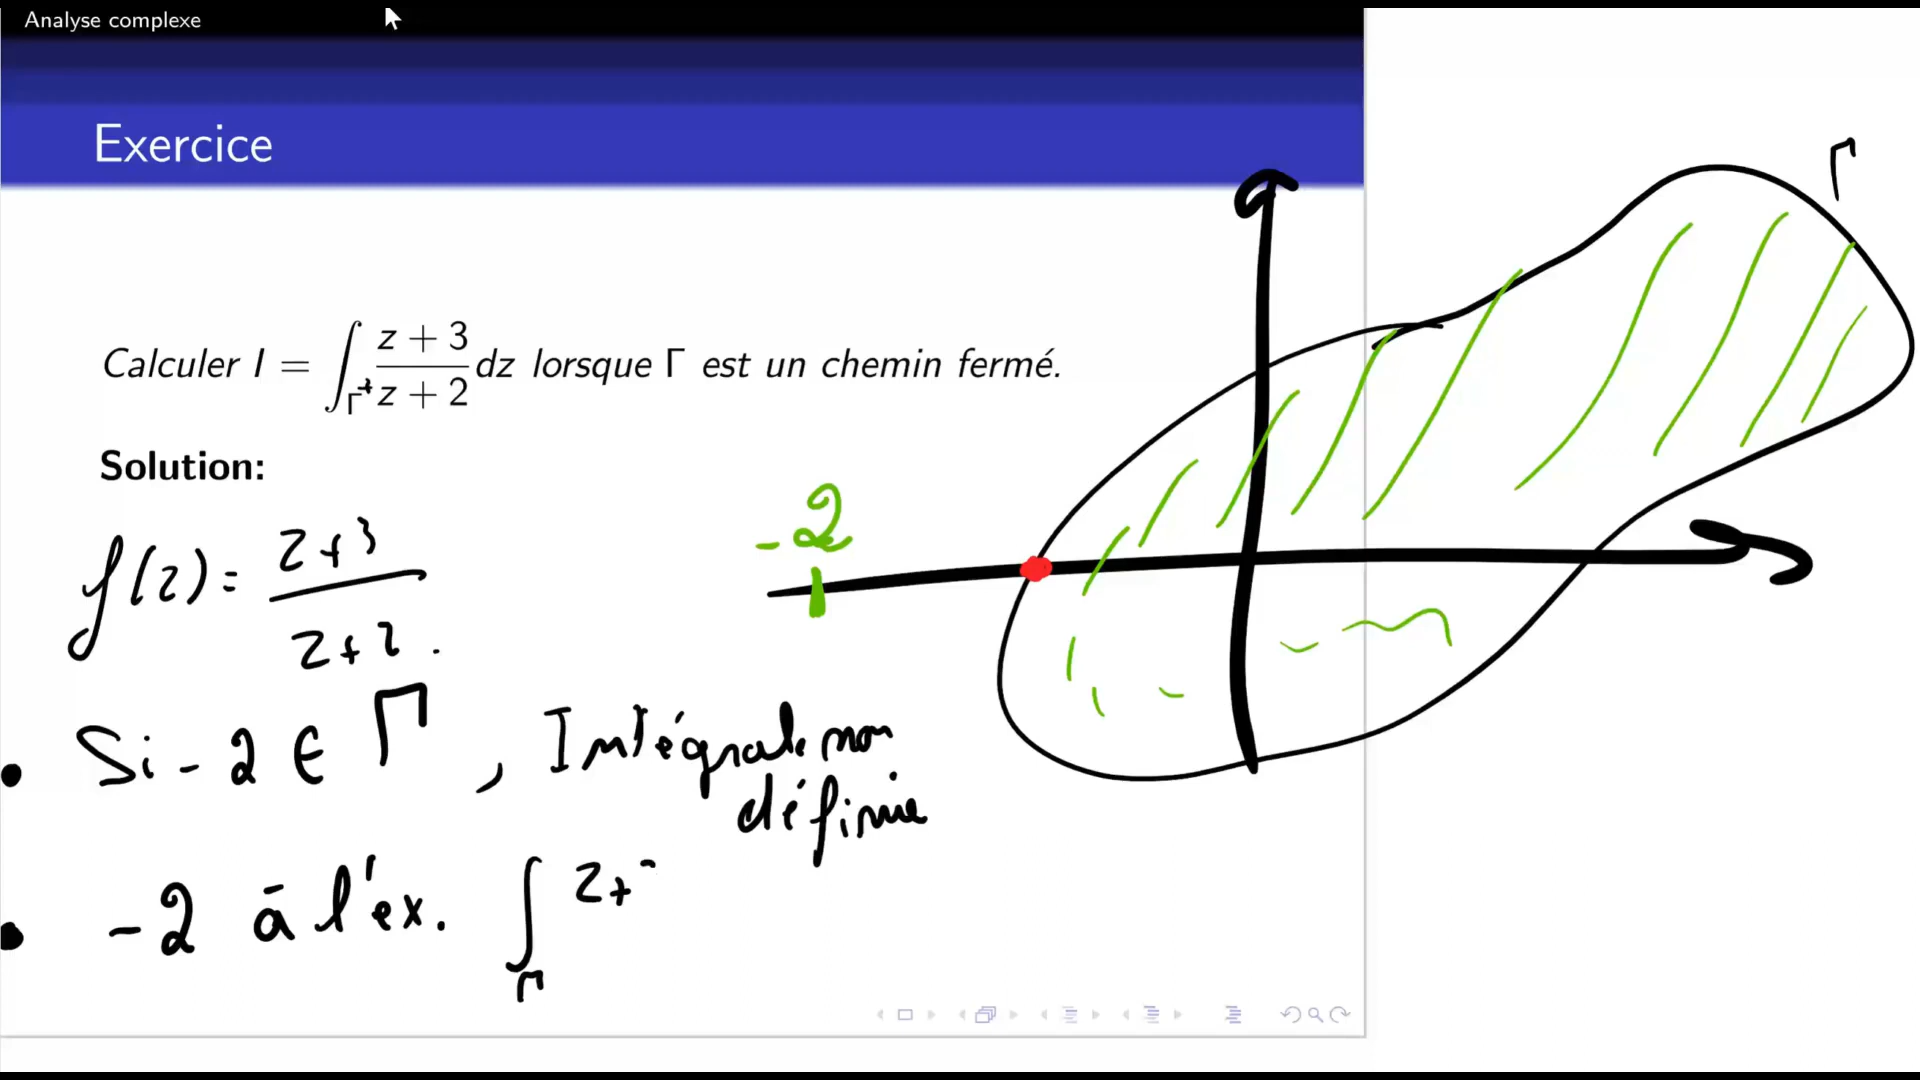 Analyse complexe
Exercice
Γ
Calculer I = ∫_{Γ⁺} (z + 3)/(z + 2) dz lorsque Γ est un chemin fermé.
Solution:
-2
f(z) = (z+3)/(z+2) .
• Si -2 ∈ Γ , Intégrale non
définie
• -2 à l'ex. ∫_Γ z+